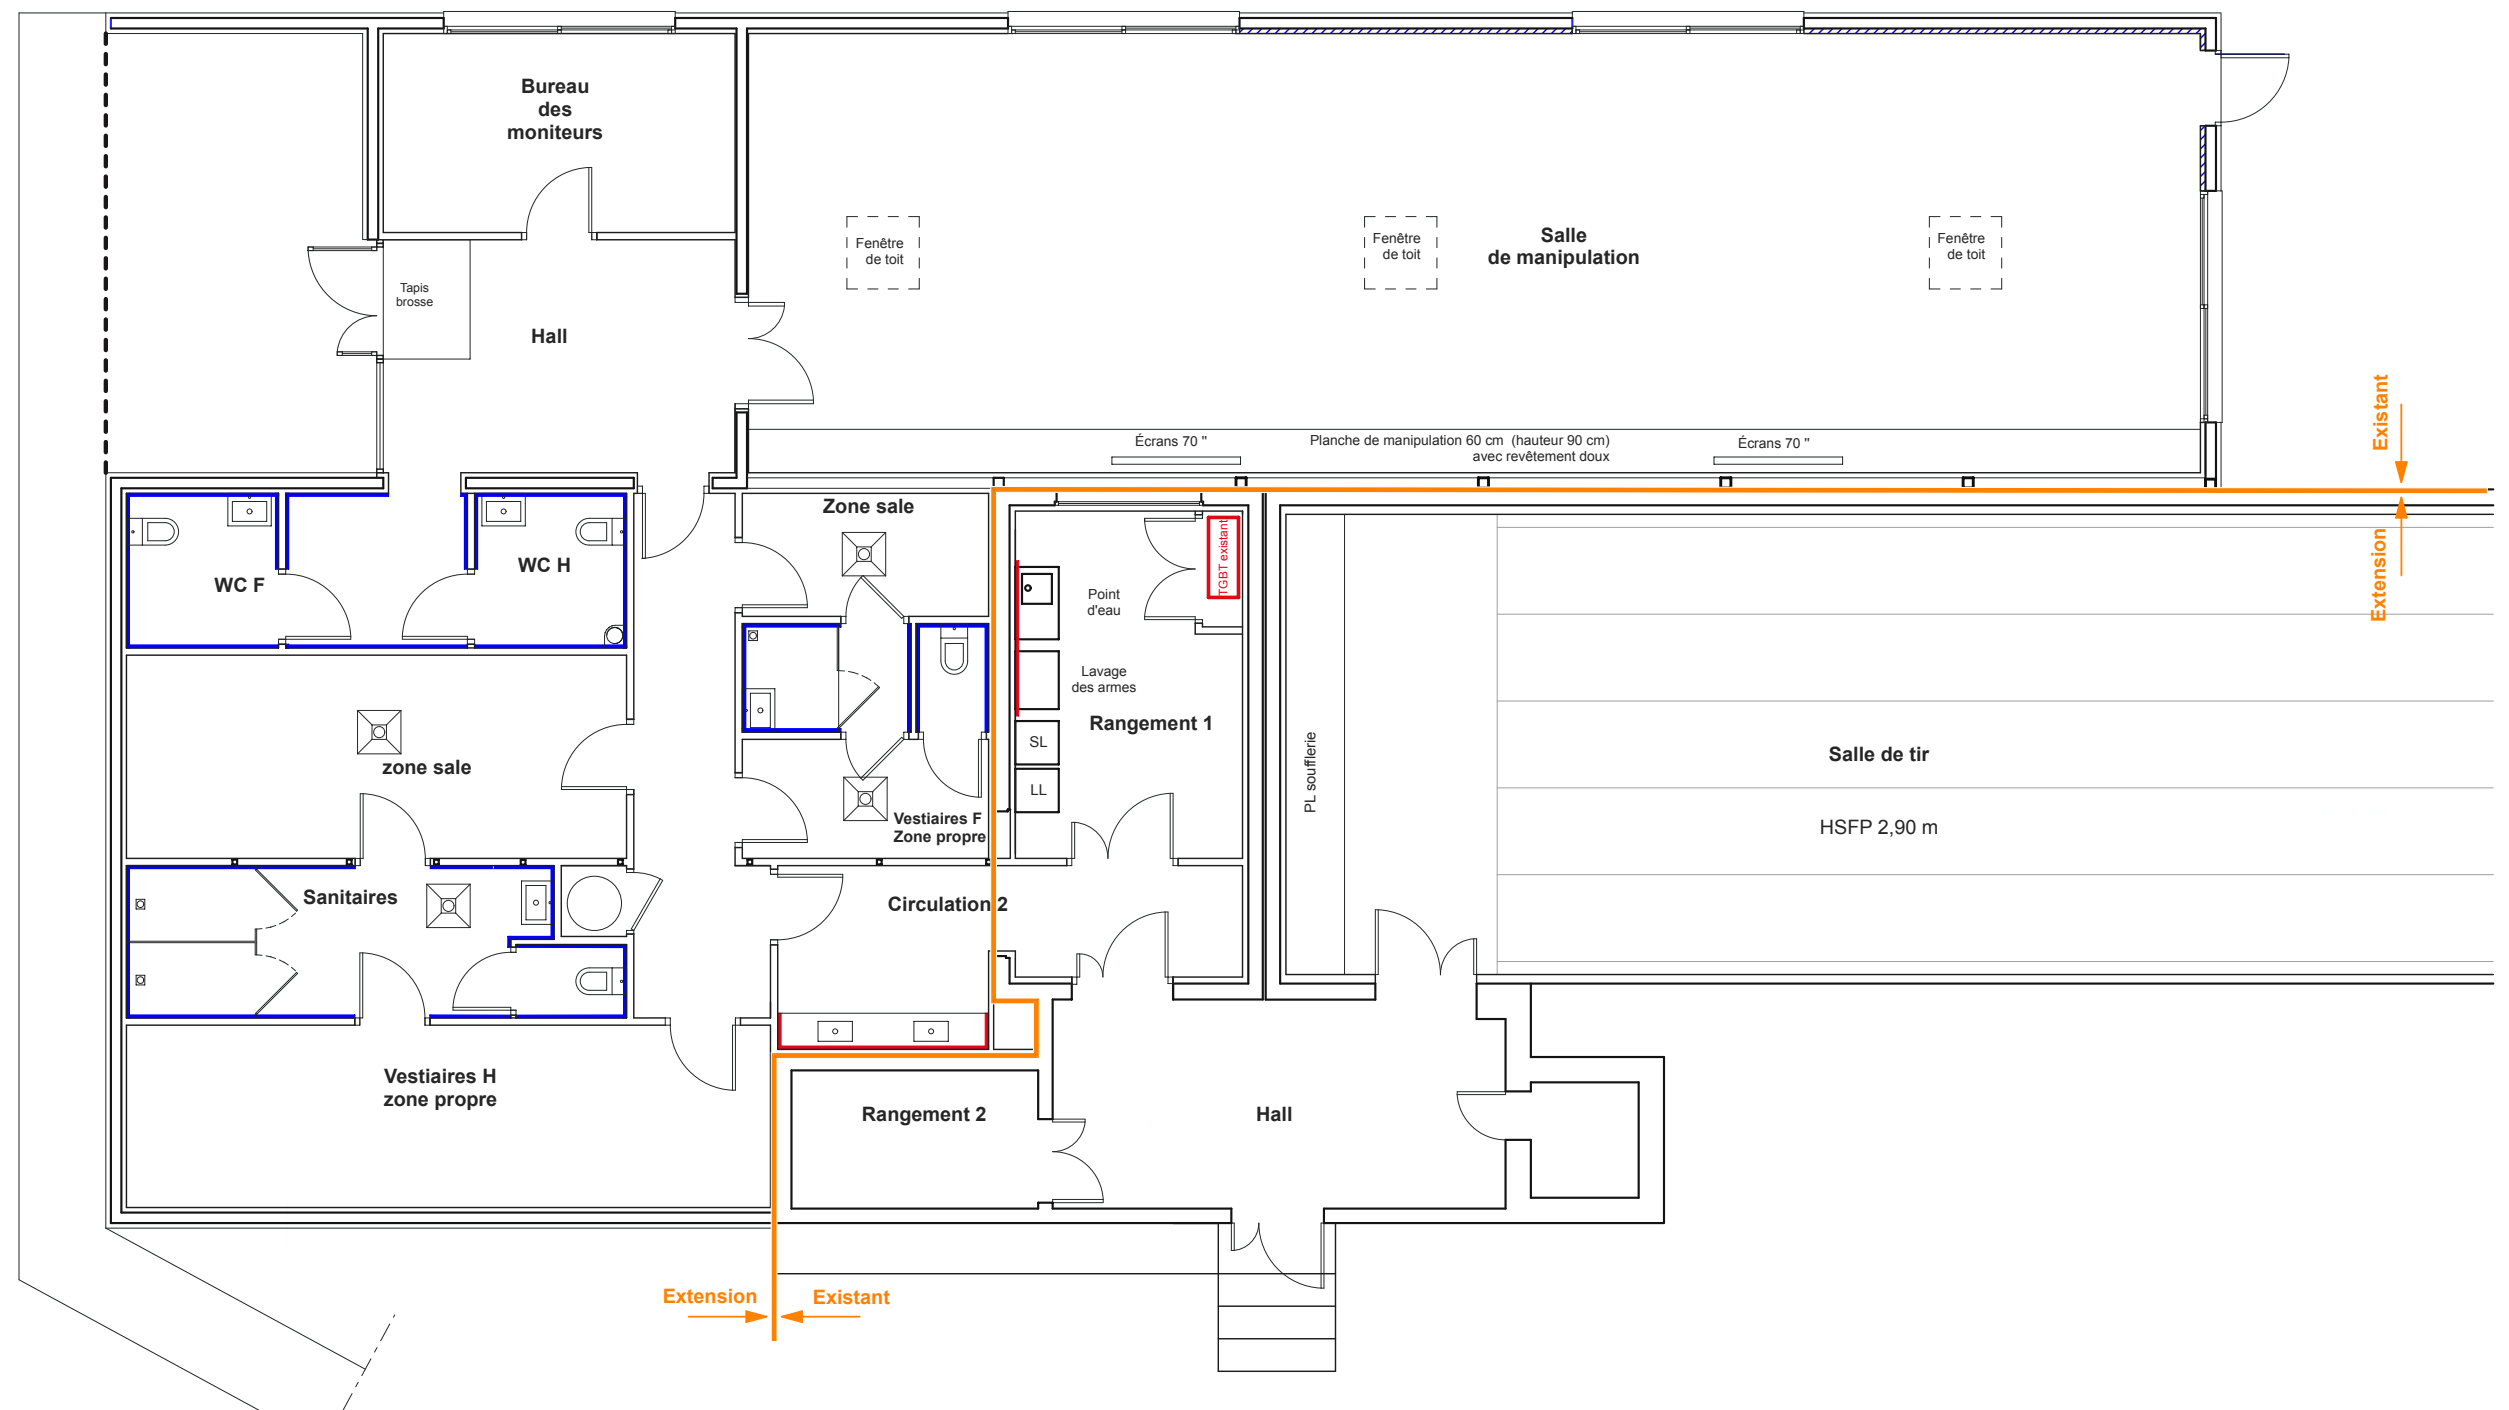 Bureau
des
moniteurs
Fenêtre
de toit
Fenêtre
de toit
Salle
de manipulation
Fenêtre
de toit
Tapis
brosse
Hall
Écrans 70 "
Planche de manipulation 60 cm (hauteur 90 cm)
avec revêtement doux
Écrans 70 "
Existant
Extension
Zone sale
WC F
WC H
TGBT existant
Point
d'eau
Lavage
des armes
Rangement 1
SL
LL
PL soufflerie
Salle de tir
HSFP 2,90 m
zone sale
Vestiaires F
Zone propre
Sanitaires
Circulation 2
Vestiaires H
zone propre
Rangement 2
Hall
Extension
Existant